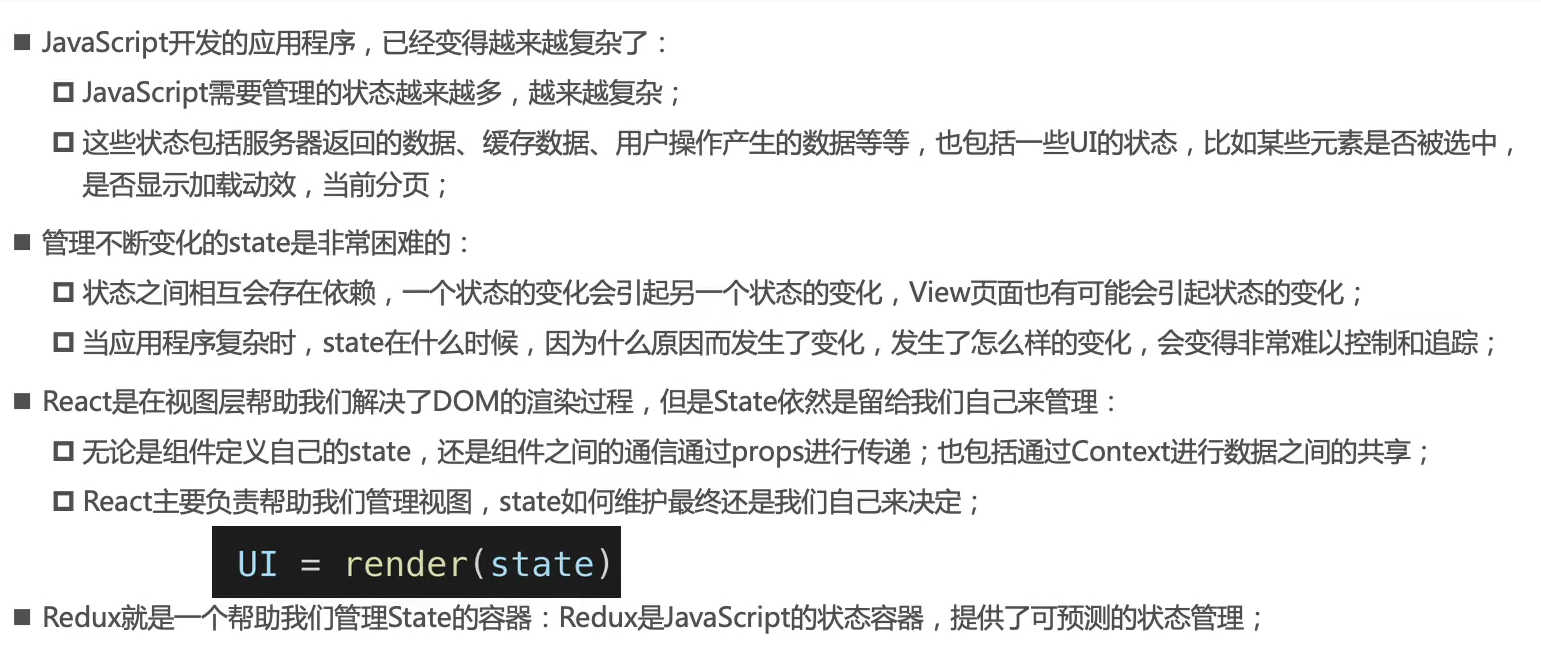 JavaScript开发的应用程序，已经变得越来越复杂了：
JavaScript需要管理的状态越来越多，越来越复杂；
这些状态包括服务器返回的数据、缓存数据、用户操作产生的数据等等，也包括一些UI的状态，比如某些元素是否被选中，
是否显示加载动效，当前分页；
管理不断变化的state是非常困难的：
状态之间相互会存在依赖，一个状态的变化会引起另一个状态的变化，View页面也有可能会引起状态的变化；
当应用程序复杂时，state在什么时候，因为什么原因而发生了变化，发生了怎么样的变化，会变得非常难以控制和追踪；
React是在视图层帮助我们解决了DOM的渲染过程，但是State依然是留给我们自己来管理：
无论是组件定义自己的state，还是组件之间的通信通过props进行传递；也包括通过Context进行数据之间的共享；
React主要负责帮助我们管理视图，state如何维护最终还是我们自己来决定；
UI = render(state)
Redux就是一个帮助我们管理State的容器：Redux是JavaScript的状态容器，提供了可预测的状态管理；